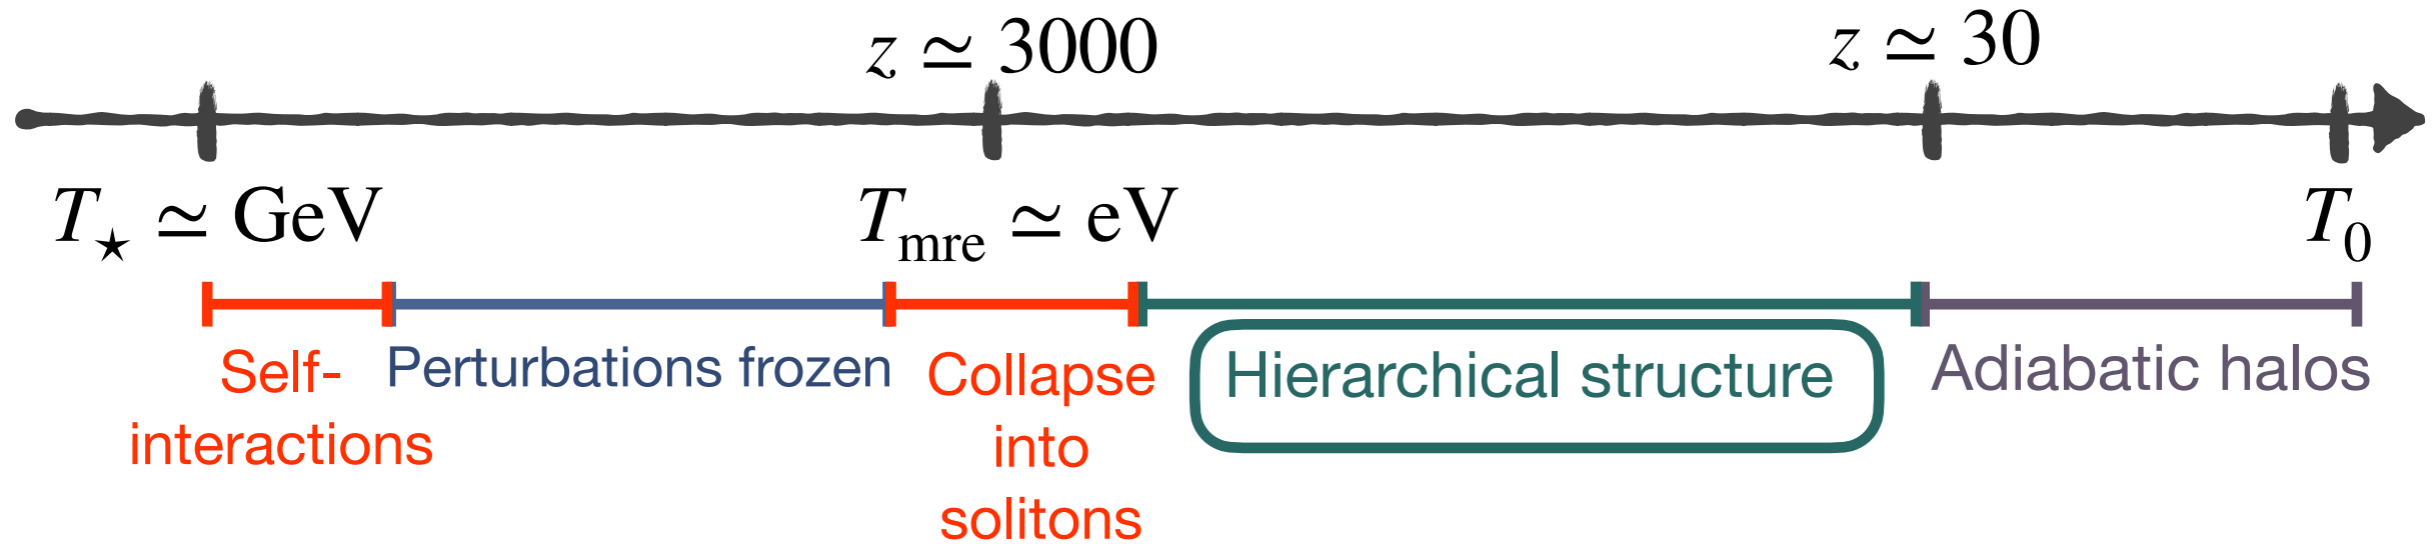 z ≃ 3000
z ≃ 30
T⋆ ≃ GeV
Tmre ≃ eV
T0
Self-
interactions
Perturbations frozen
Collapse
into
solitons
Hierarchical structure
Adiabatic halos